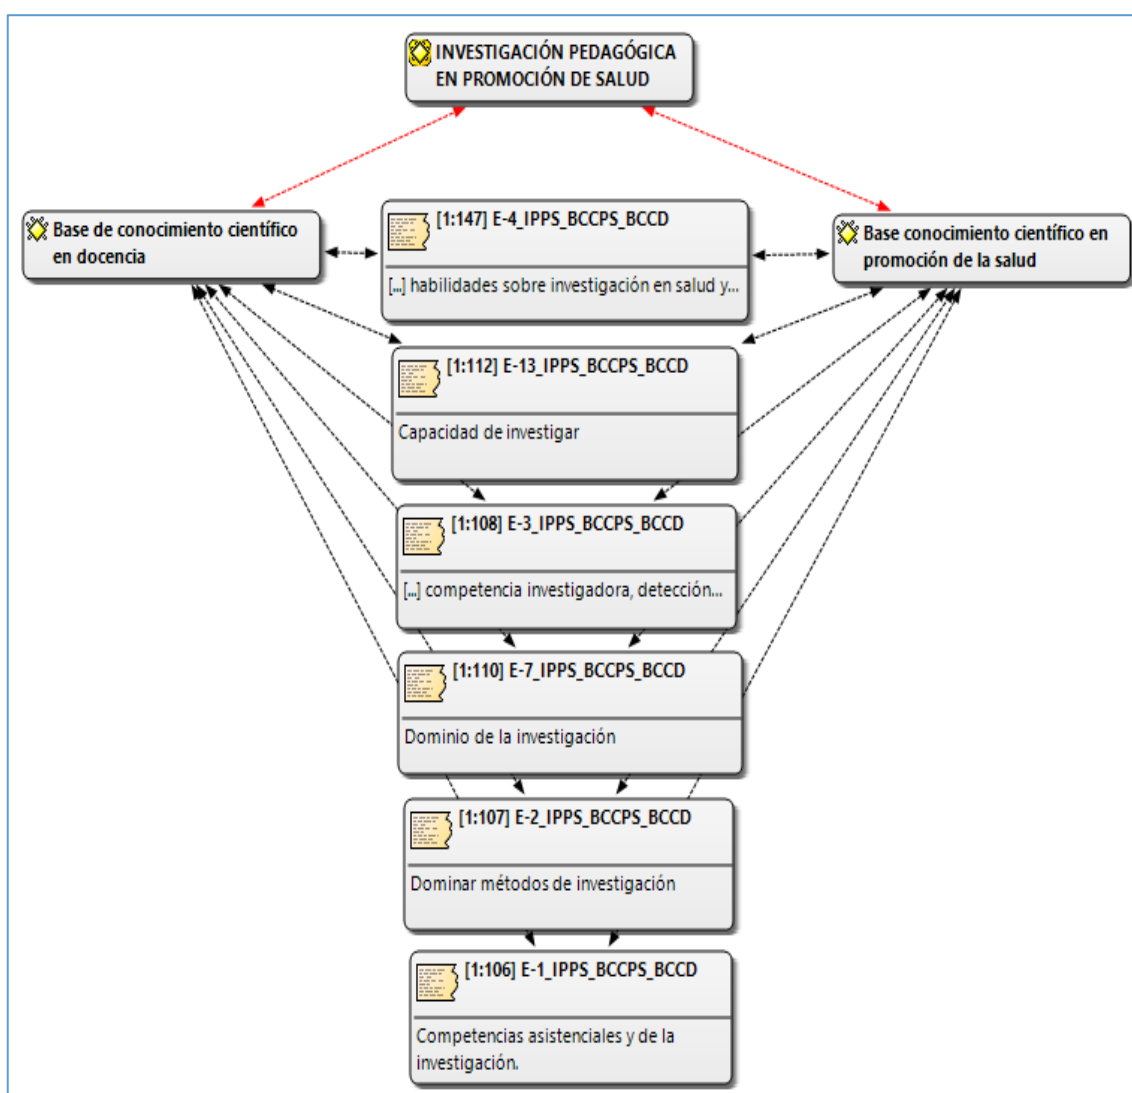 INVESTIGACIÓN PEDAGÓGICA
EN PROMOCIÓN DE SALUD
Base de conocimiento científico
en docencia
[1:147] E-4_IPPS_BCCPS_BCCD
[...] habilidades sobre investigación en salud y...
Base conocimiento científico en
promoción de la salud
[1:112] E-13_IPPS_BCCPS_BCCD
Capacidad de investigar
[1:108] E-3_IPPS_BCCPS_BCCD
[...] competencia investigadora, detección...
[1:110] E-7_IPPS_BCCPS_BCCD
Dominio de la investigación
[1:107] E-2_IPPS_BCCPS_BCCD
Dominar métodos de investigación
[1:106] E-1_IPPS_BCCPS_BCCD
Competencias asistenciales y de la
investigación.